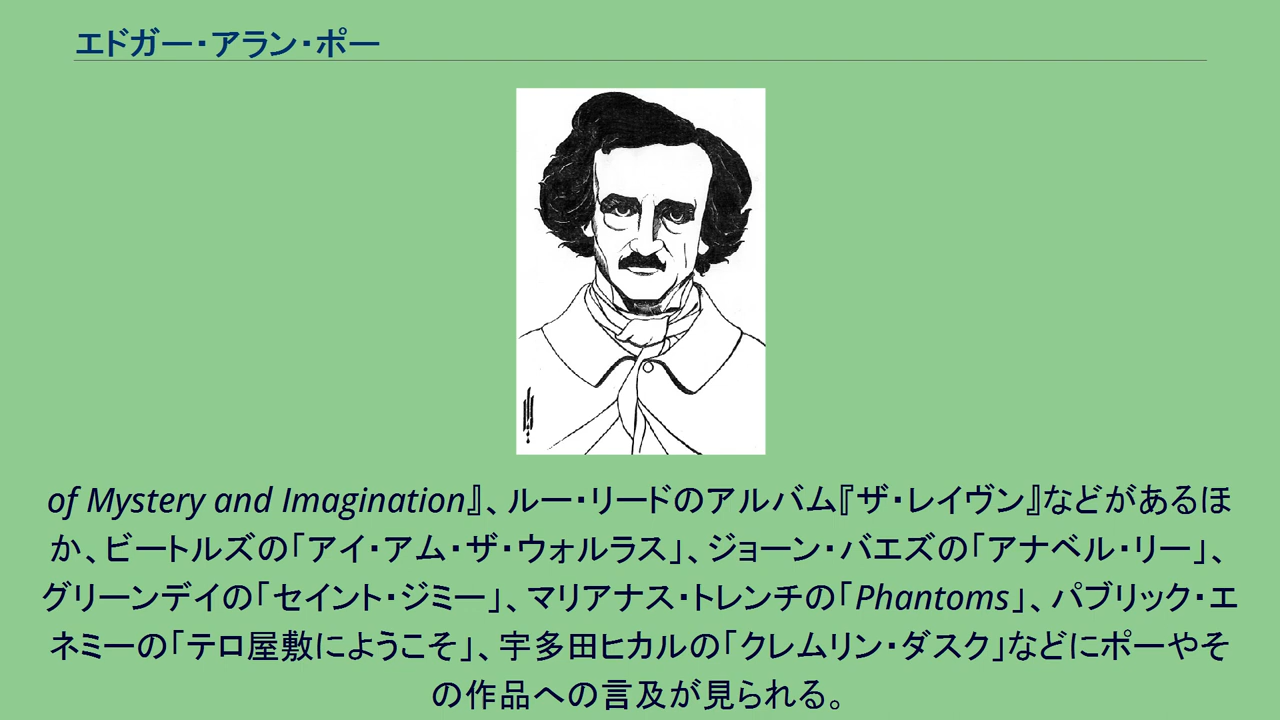 エドガー・アラン・ポー
of Mystery and Imagination』、ルー・リードのアルバム『ザ・レイヴン』などがあるほ
か、ビートルズの「アイ・アム・ザ・ウォルラス」、ジョーン・バエズの「アナベル・リー」、
グリーンデイの「セイント・ジミー」、マリアナス・トレンチの「Phantoms」、パブリック・エ
ネミーの「テロ屋敷にようこそ」、宇多田ヒカルの「クレムリン・ダスク」などにポーやそ
の作品への言及が見られる。